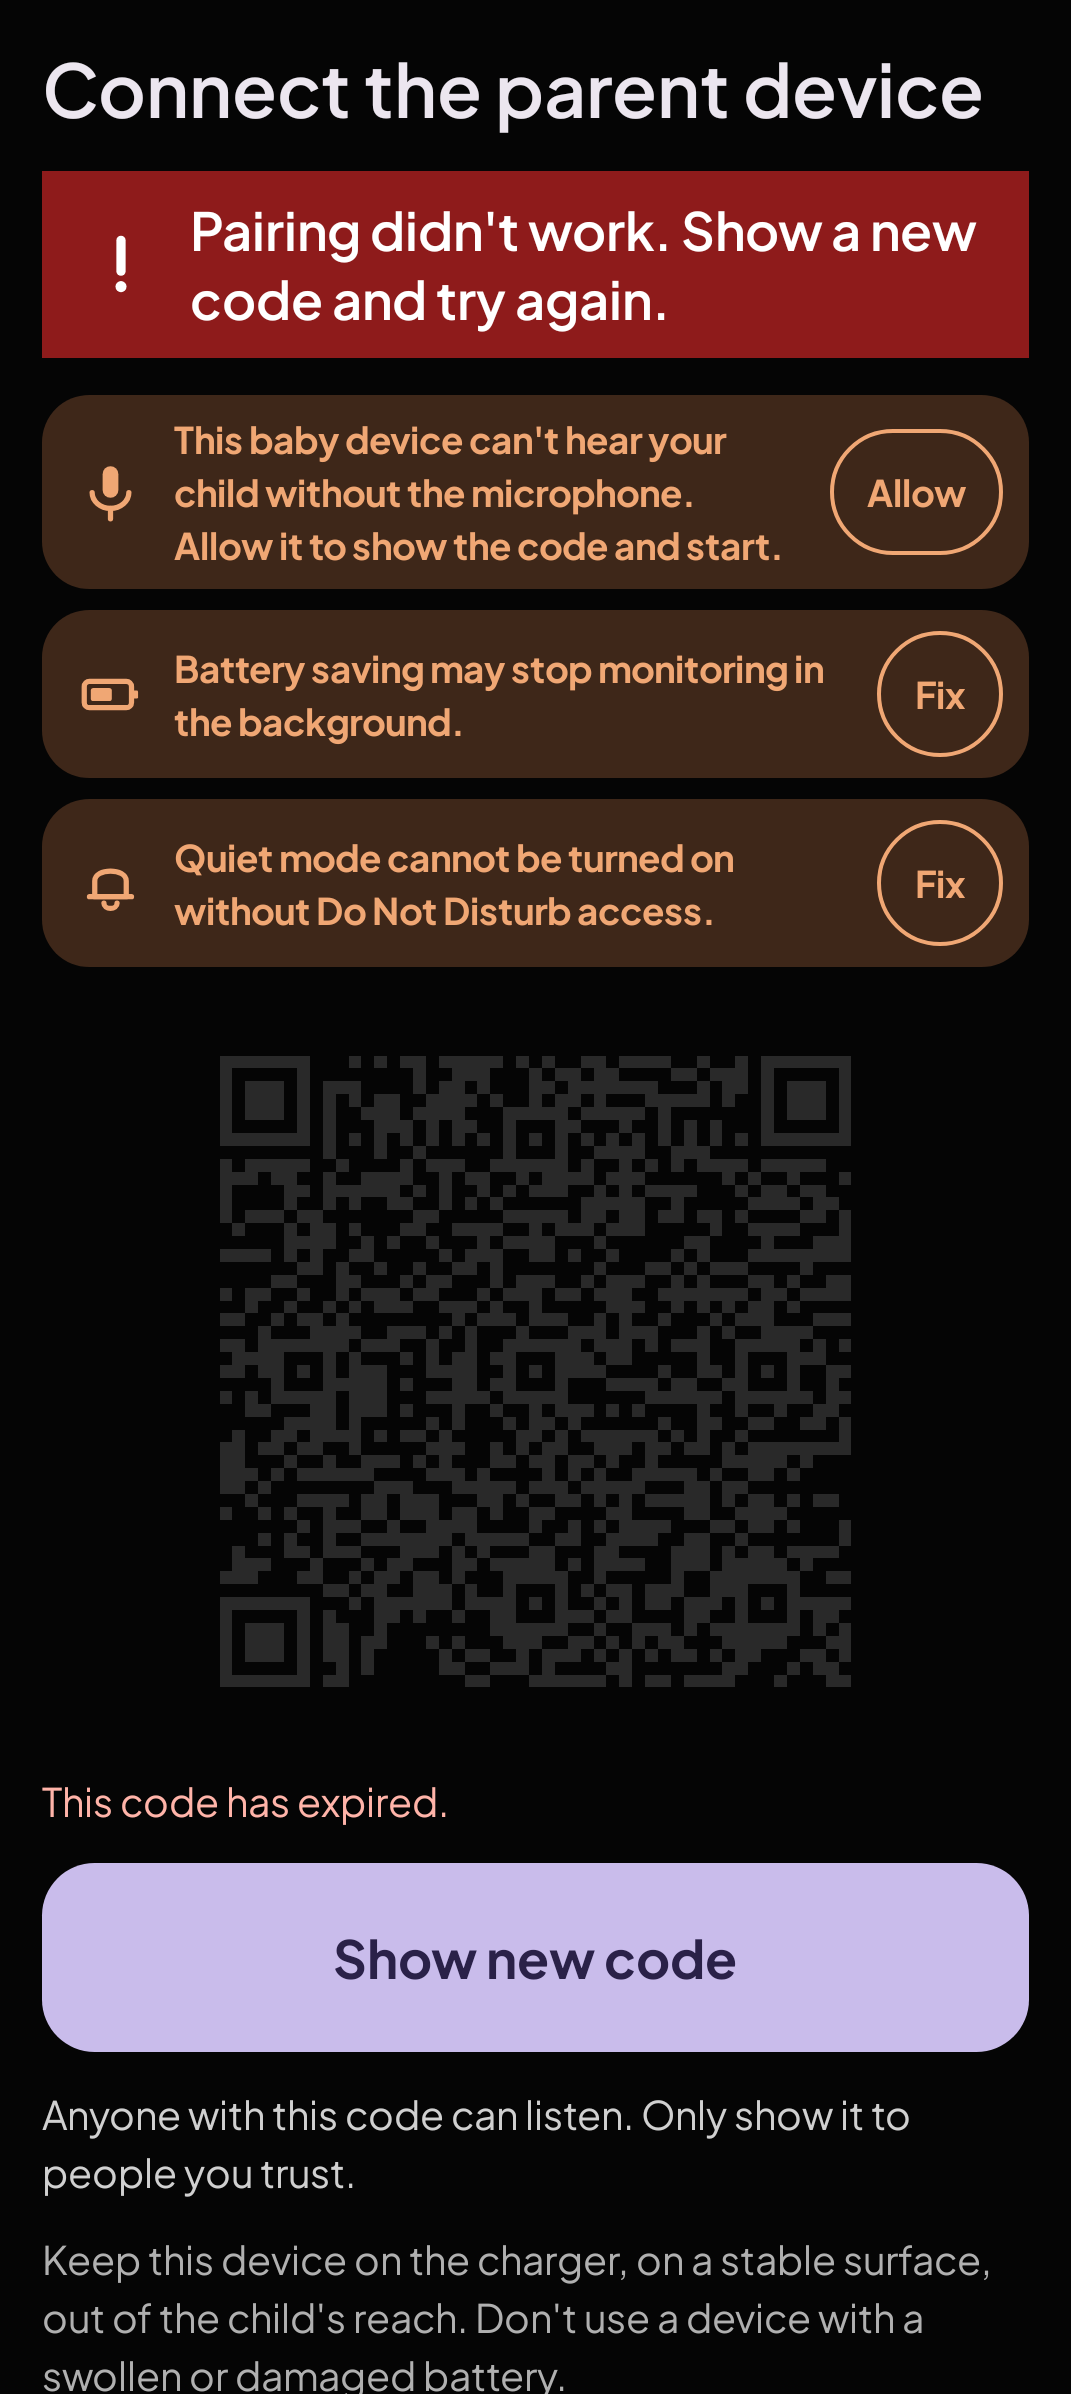 Connect the parent device
Pairing didn't work. Show a new
code and try again.
This baby device can't hear your
child without the microphone.
Allow it to show the code and start.
Allow
Battery saving may stop monitoring in
the background.
Fix
Quiet mode cannot be turned on
without Do Not Disturb access.
Fix
This code has expired.
Show new code
Anyone with this code can listen. Only show it to
people you trust.
Keep this device on the charger, on a stable surface,
out of the child's reach. Don't use a device with a
swollen or damaged battery.